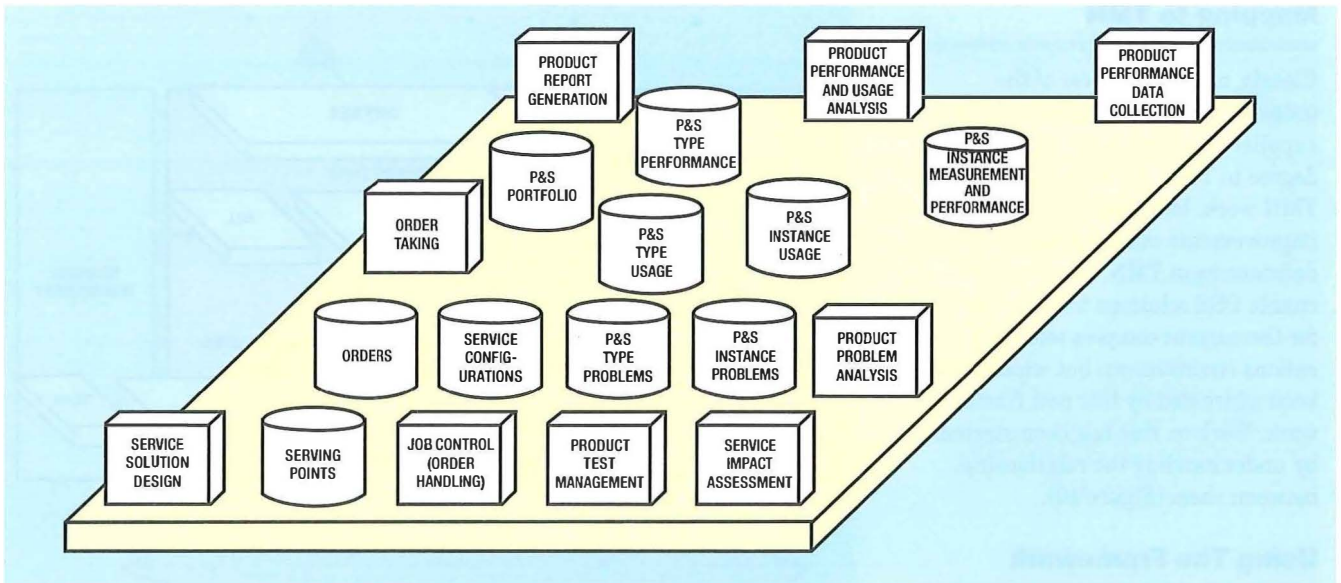 PRODUCT
REPORT
GENERATION
PRODUCT
PERFORMANCE
AND USAGE
ANALYSIS
PRODUCT
PERFORMANCE
DATA
COLLECTION
P&S
TYPE
PERFORMANCE
P&S
INSTANCE
MEASUREMENT
AND
PERFORMANCE
P&S
PORTFOLIO
ORDER
TAKING
P&S
TYPE
USAGE
P&S
INSTANCE
USAGE
ORDERS
SERVICE
CONFIG-
URATIONS
P&S
TYPE
PROBLEMS
P&S
INSTANCE
PROBLEMS
PRODUCT
PROBLEM
ANALYSIS
SERVICE
SOLUTION
DESIGN
SERVING
POINTS
JOB CONTROL
(ORDER
HANDLING)
PRODUCT
TEST
MANAGEMENT
SERVICE
IMPACT
ASSESSMENT